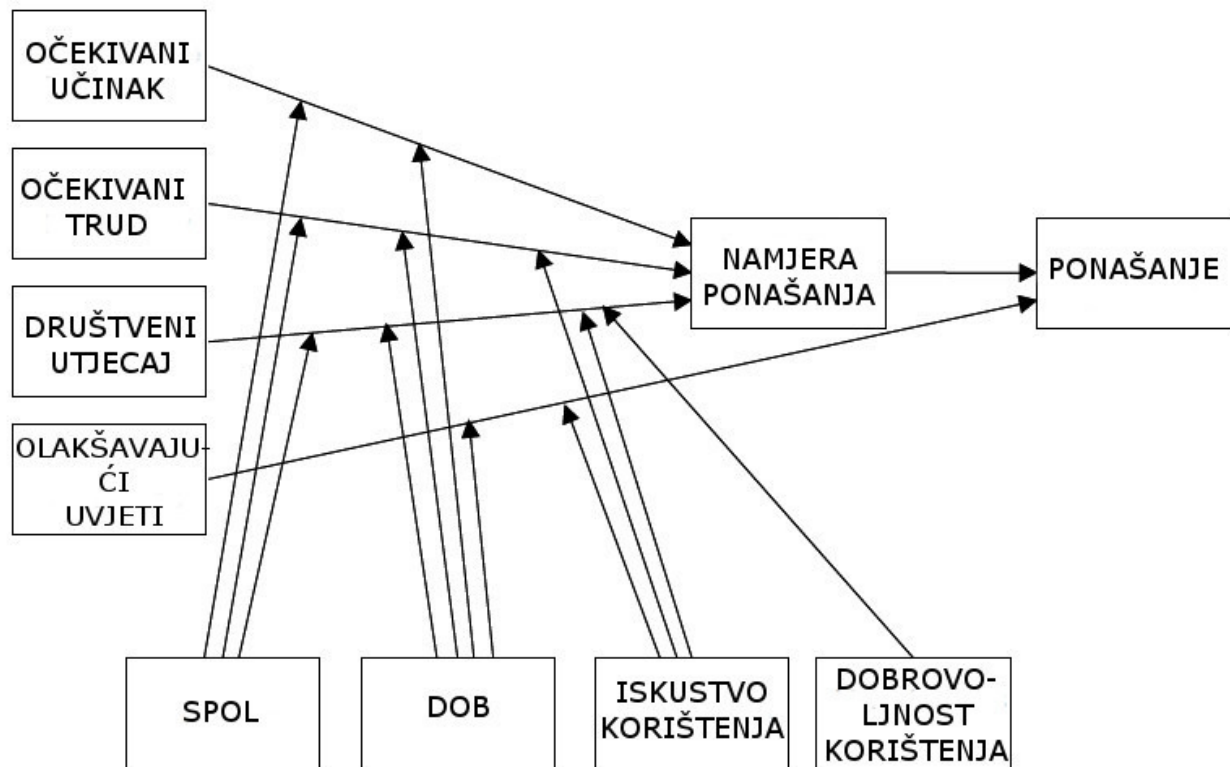 OČEKIVANI
UČINAK
OČEKIVANI
TRUD
DRUŠTVENI
UTJECAJ
OLAKŠAVAJU-
ĆI
UVJETI
NAMJERA
PONAŠANJA
PONAŠANJE
SPOL
DOB
ISKUSTVO
KORIŠTENJA
DOBROVO-
LJNOST
KORIŠTENJA